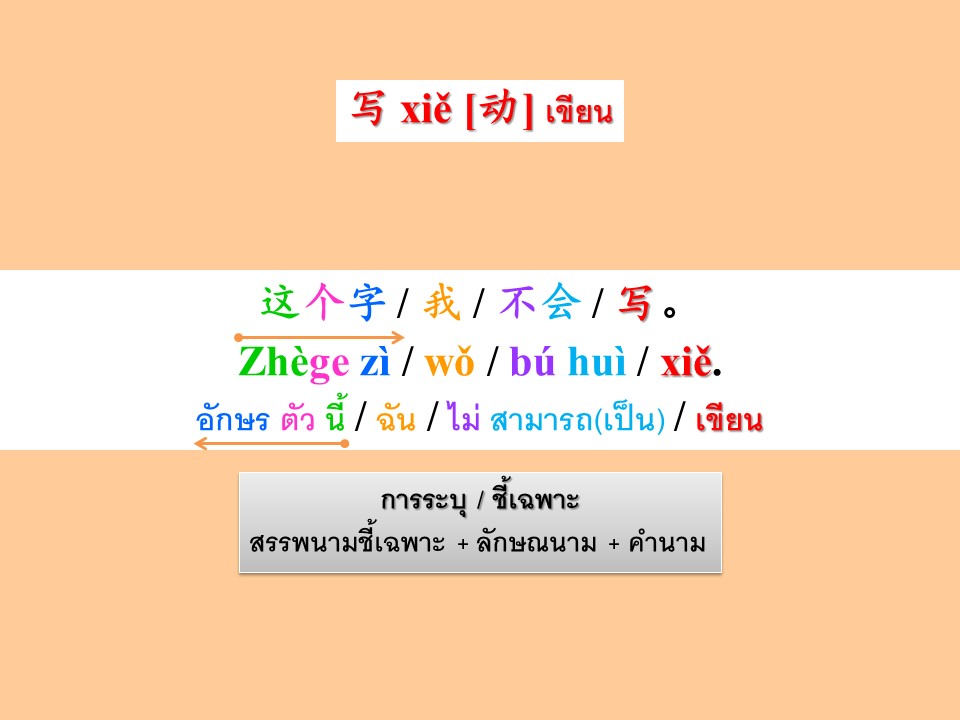 写 xiě [动] เขียน
这个字 / 我 / 不会 / 写。
Zhège zì / wǒ / bú huì / xiě.
อักษร ตัว นี้ / ฉัน / ไม่ สามารถ(เป็น) / เขียน
การระบุ / ชี้เฉพาะ
สรรพนามชี้เฉพาะ + ลักษณนาม + คำนาม